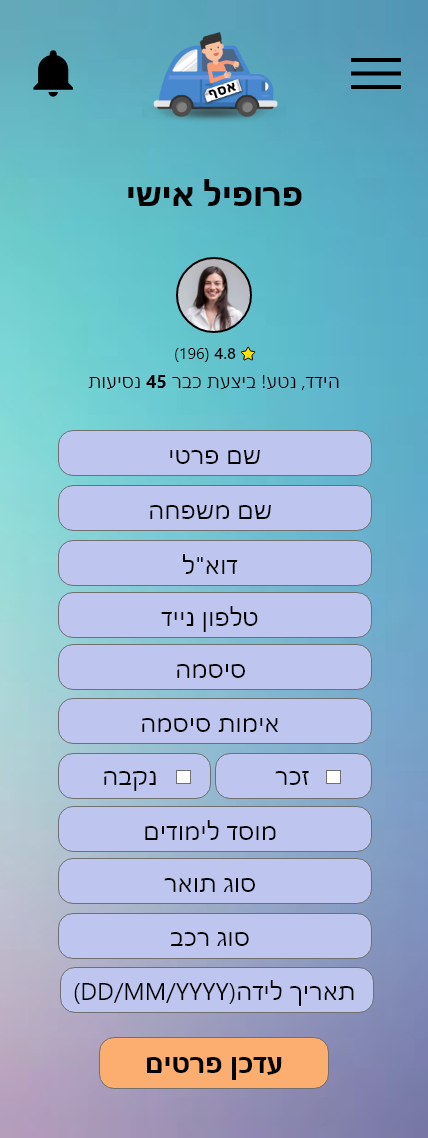 אסף
פרופיל אישי
4.8 (196)
הידד, נטע! ביצעת כבר 45 נסיעות
שם פרטי
שם משפחה
דוא"ל
טלפון נייד
סיסמה
אימות סיסמה
זכר נקבה
מוסד לימודים
סוג תואר
סוג רכב
תאריך לידה(DD/MM/YYYY)
עדכן פרטים